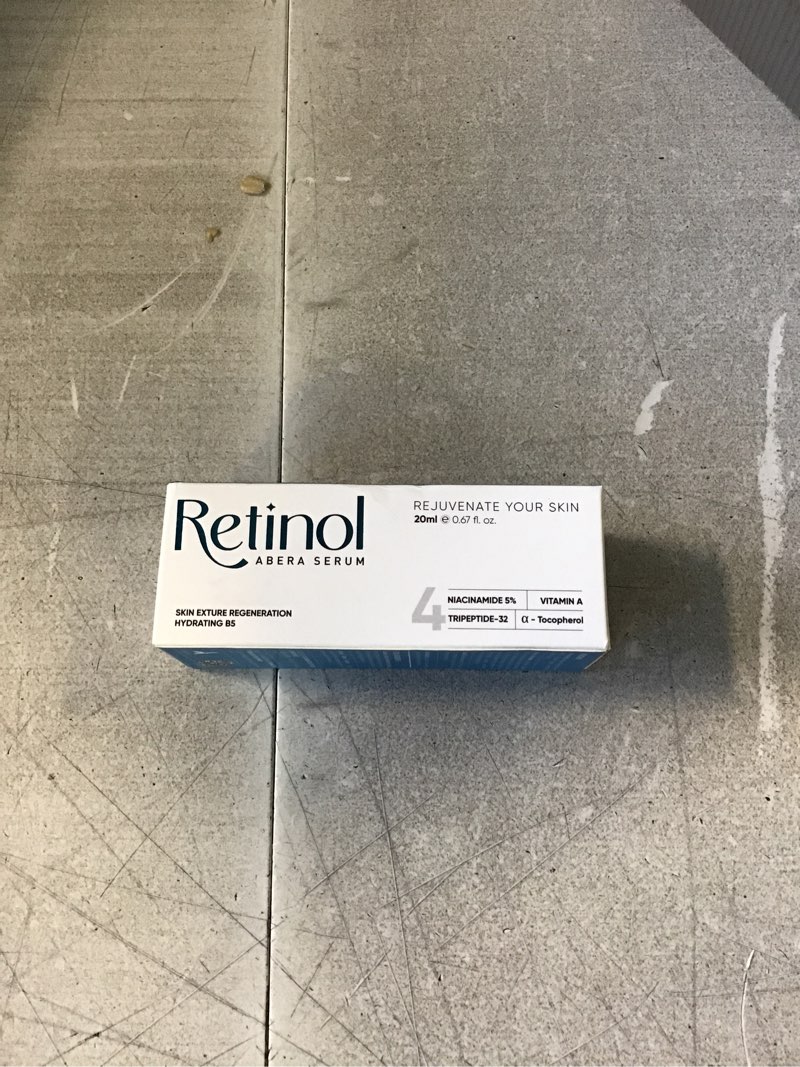 Retinol
ABERA SERUM
REJUVENATE YOUR SKIN
20ml ℮ 0.67 fl. oz.
SKIN EXTURE REGENERATION
HYDRATING B5
4
NIACINAMIDE 5%
VITAMIN A
TRIPEPTIDE-32
α - Tocopherol